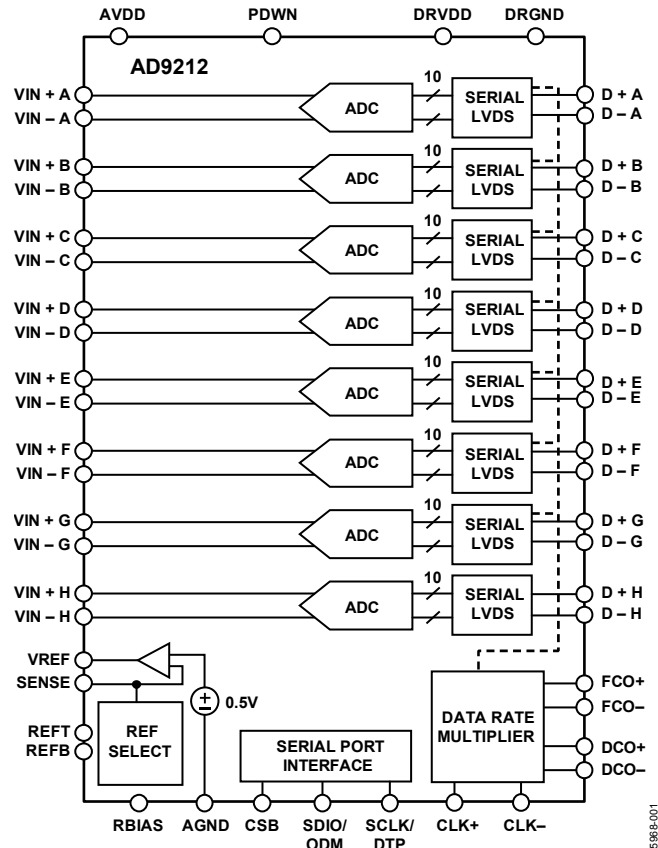 AVDD PDWN DRVDD DRGND
AD9212
VIN + A 10 D + A
ADC SERIAL LVDS
VIN – A D – A
VIN + B 10 D + B
ADC SERIAL LVDS
VIN – B D – B
VIN + C 10 D + C
ADC SERIAL LVDS
VIN – C D – C
VIN + D 10 D + D
ADC SERIAL LVDS
VIN – D D – D
VIN + E 10 D + E
ADC SERIAL LVDS
VIN – E D – E
VIN + F 10 D + F
ADC SERIAL LVDS
VIN – F D – F
VIN + G 10 D + G
ADC SERIAL LVDS
VIN – G D – G
VIN + H 10 D + H
ADC SERIAL LVDS
VIN – H D – H
VREF
SENSE
± 0.5V
REFT
REFB
REF
SELECT
SERIAL PORT
INTERFACE
DATA RATE
MULTIPLIER
FCO+
FCO–
DCO+
DCO–
RBIAS AGND CSB SDIO/ SCLK/ CLK+ CLK–
ODM DTP
5968-001